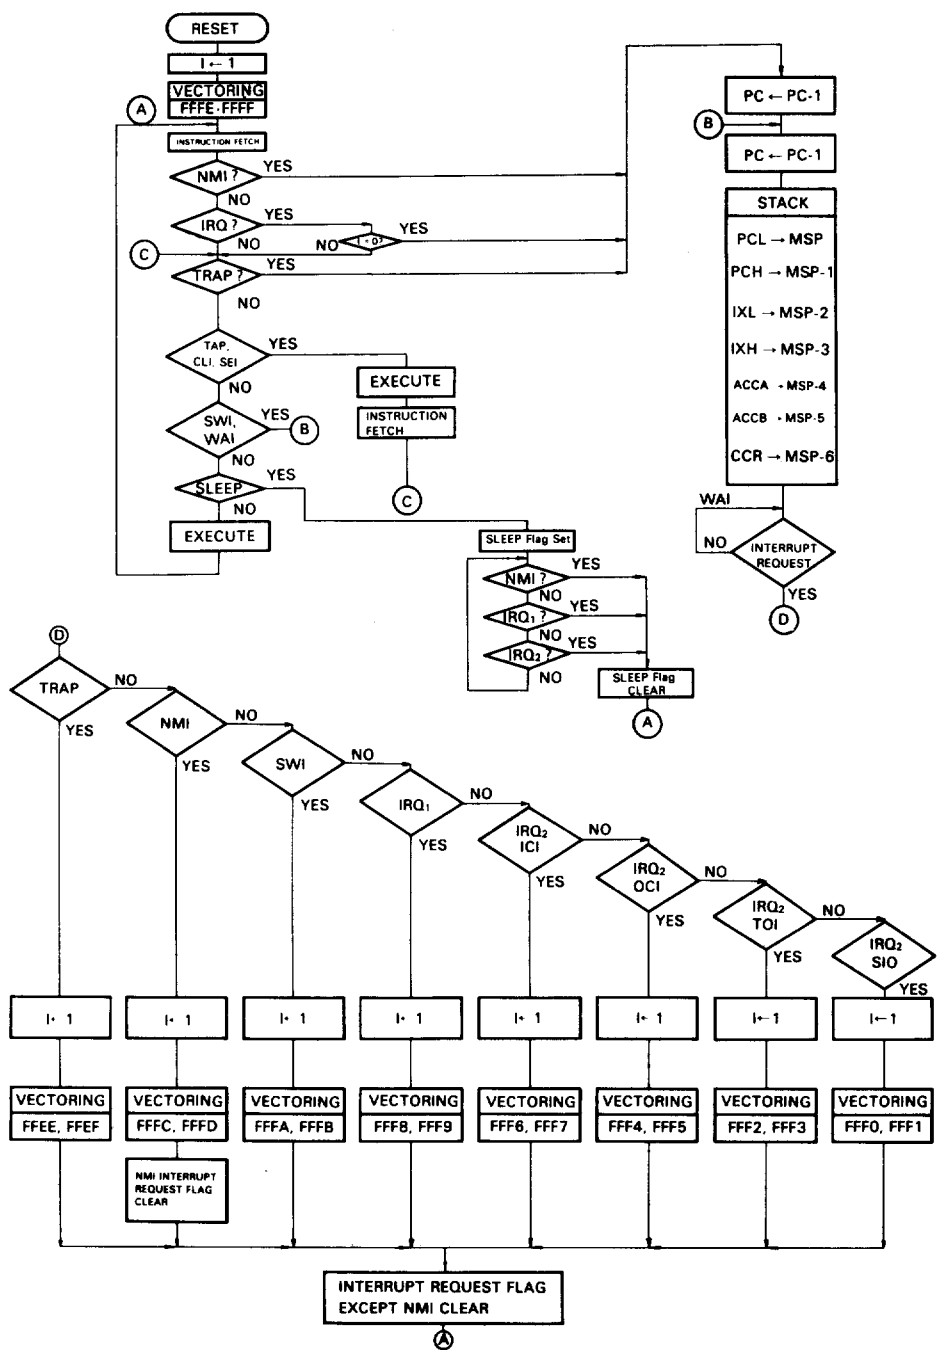 RESET
I ← 1
VECTORING
FFFE·FFFF
A
INSTRUCTION FETCH
NMI ?
YES
NO
IRQ ?
YES
NO
I = 0?
YES
NO
C
TRAP ?
YES
NO
TAP,
CLI, SEI
YES
NO
EXECUTE
INSTRUCTION
FETCH
C
SWI,
WAI
YES
B
NO
SLEEP
YES
NO
EXECUTE
PC ← PC-1
B
PC ← PC-1
STACK
PCL → MSP
PCH → MSP-1
IXL → MSP-2
IXH → MSP-3
ACCA → MSP-4
ACCB → MSP-5
CCR → MSP-6
WAI
INTERRUPT
REQUEST
NO
YES
D
SLEEP Flag Set
NMI ?
YES
NO
IRQ₁ ?
YES
NO
IRQ₂ ?
YES
NO
SLEEP Flag
CLEAR
A
D
TRAP
NO
YES
NMI
NO
YES
SWI
NO
YES
IRQ₁
NO
YES
IRQ₂
ICI
NO
YES
IRQ₂
OCI
NO
YES
IRQ₂
TOI
NO
YES
IRQ₂
SIO
YES
I← 1
I← 1
I← 1
I← 1
I← 1
I← 1
I←1
I←1
VECTORING
FFEE, FFEF
VECTORING
FFFC, FFFD
VECTORING
FFFA, FFFB
VECTORING
FFF8, FFF9
VECTORING
FFF6, FFF7
VECTORING
FFF4, FFF5
VECTORING
FFF2, FFF3
VECTORING
FFF0, FFF1
NMI INTERRUPT
REQUEST FLAG
CLEAR
INTERRUPT REQUEST FLAG
EXCEPT NMI CLEAR
A